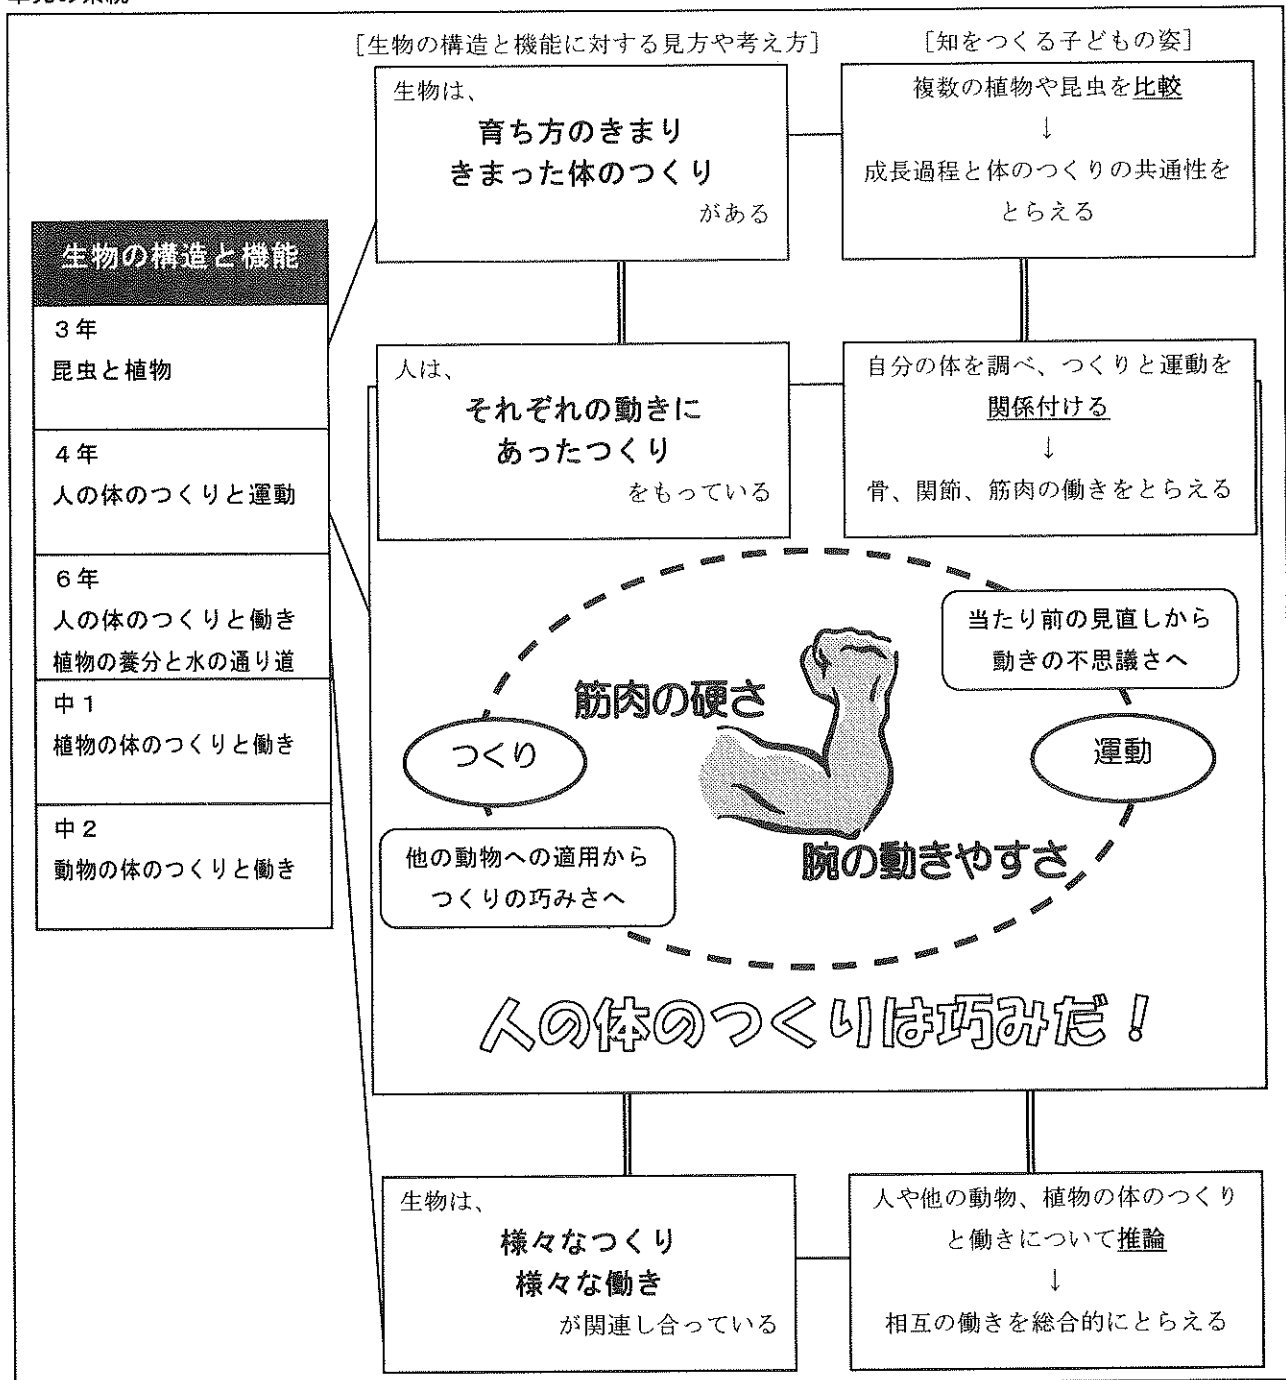 [生物の構造と機能に対する見方や考え方]
[知をつくる子どもの姿]
生物は、
育ち方のきまり
きまった体のつくり
がある
複数の植物や昆虫を比較
↓
成長過程と体のつくりの共通性を
とらえる
生物の構造と機能
3年
昆虫と植物
4年
人の体のつくりと運動
6年
人の体のつくりと働き
植物の養分と水の通り道
中1
植物の体のつくりと働き
中2
動物の体のつくりと働き
人は、
それぞれの動きに
あったつくり
をもっている
自分の体を調べ、つくりと運動を
関係付ける
↓
骨、関節、筋肉の働きをとらえる
当たり前の見直しから
動きの不思議さへ
筋肉の硬さ
つくり
運動
他の動物への適用から
つくりの巧みさへ
腕の動きやすさ
人の体のつくりは巧みだ！
生物は、
様々なつくり
様々な働き
が関連し合っている
人や他の動物、植物の体のつくり
と働きについて推論
↓
相互の働きを総合的にとらえる